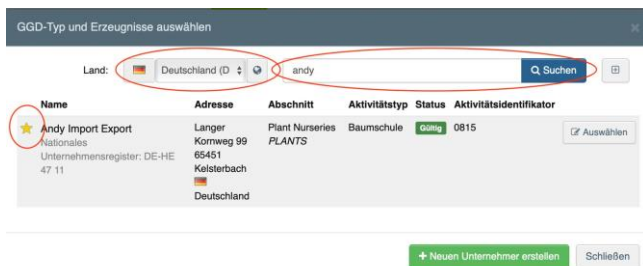 GGD-Typ und Erzeugnisse auswählen
Land: Deutschland (D andy Suchen
Name Adresse Abschnitt Aktivitätstyp Status Aktivitätsidentifikator
Andy Import Export Langer Plant Nurseries Baumschule Gültig 0815 Auswählen
Nationales Kornweg 99 PLANTS
Unternehmensregister: DE-HE 65451
47 11 Kelsterbach
Deutschland
+ Neuen Unternehmer erstellen Schließen